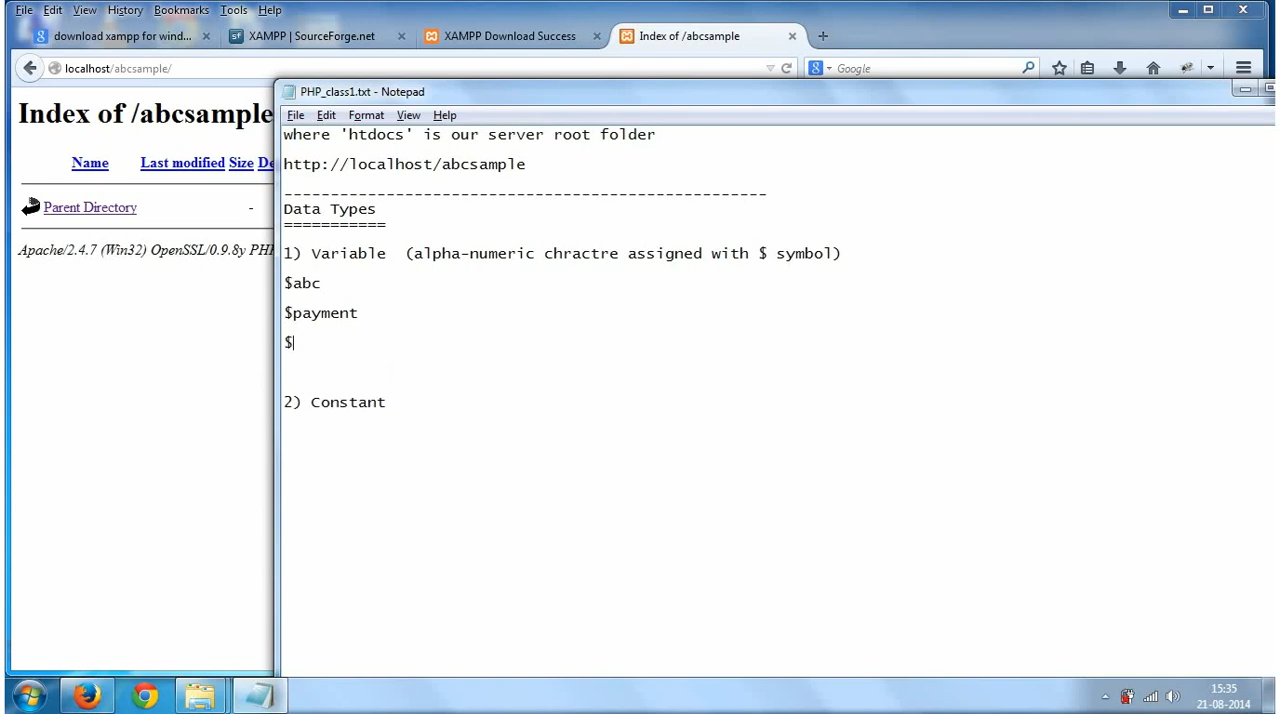 File Edit View History Bookmarks Tools Help
download xampp for wind... XAMPP | SourceForge.net XAMPP Download Success Index of /abcsample
localhost/abcsample/ Google
Index of /abcsample
Name Last modified Size De
Parent Directory -
Apache/2.4.7 (Win32) OpenSSL/0.9.8y PHP
PHP_class1.txt - Notepad
File Edit Format View Help
where 'htdocs' is our server root folder
http://localhost/abcsample
----------------------------------------------------
Data Types
===========
1) Variable (alpha-numeric chractre assigned with $ symbol)
$abc
$payment
$
2) Constant
15:35
21-08-2014